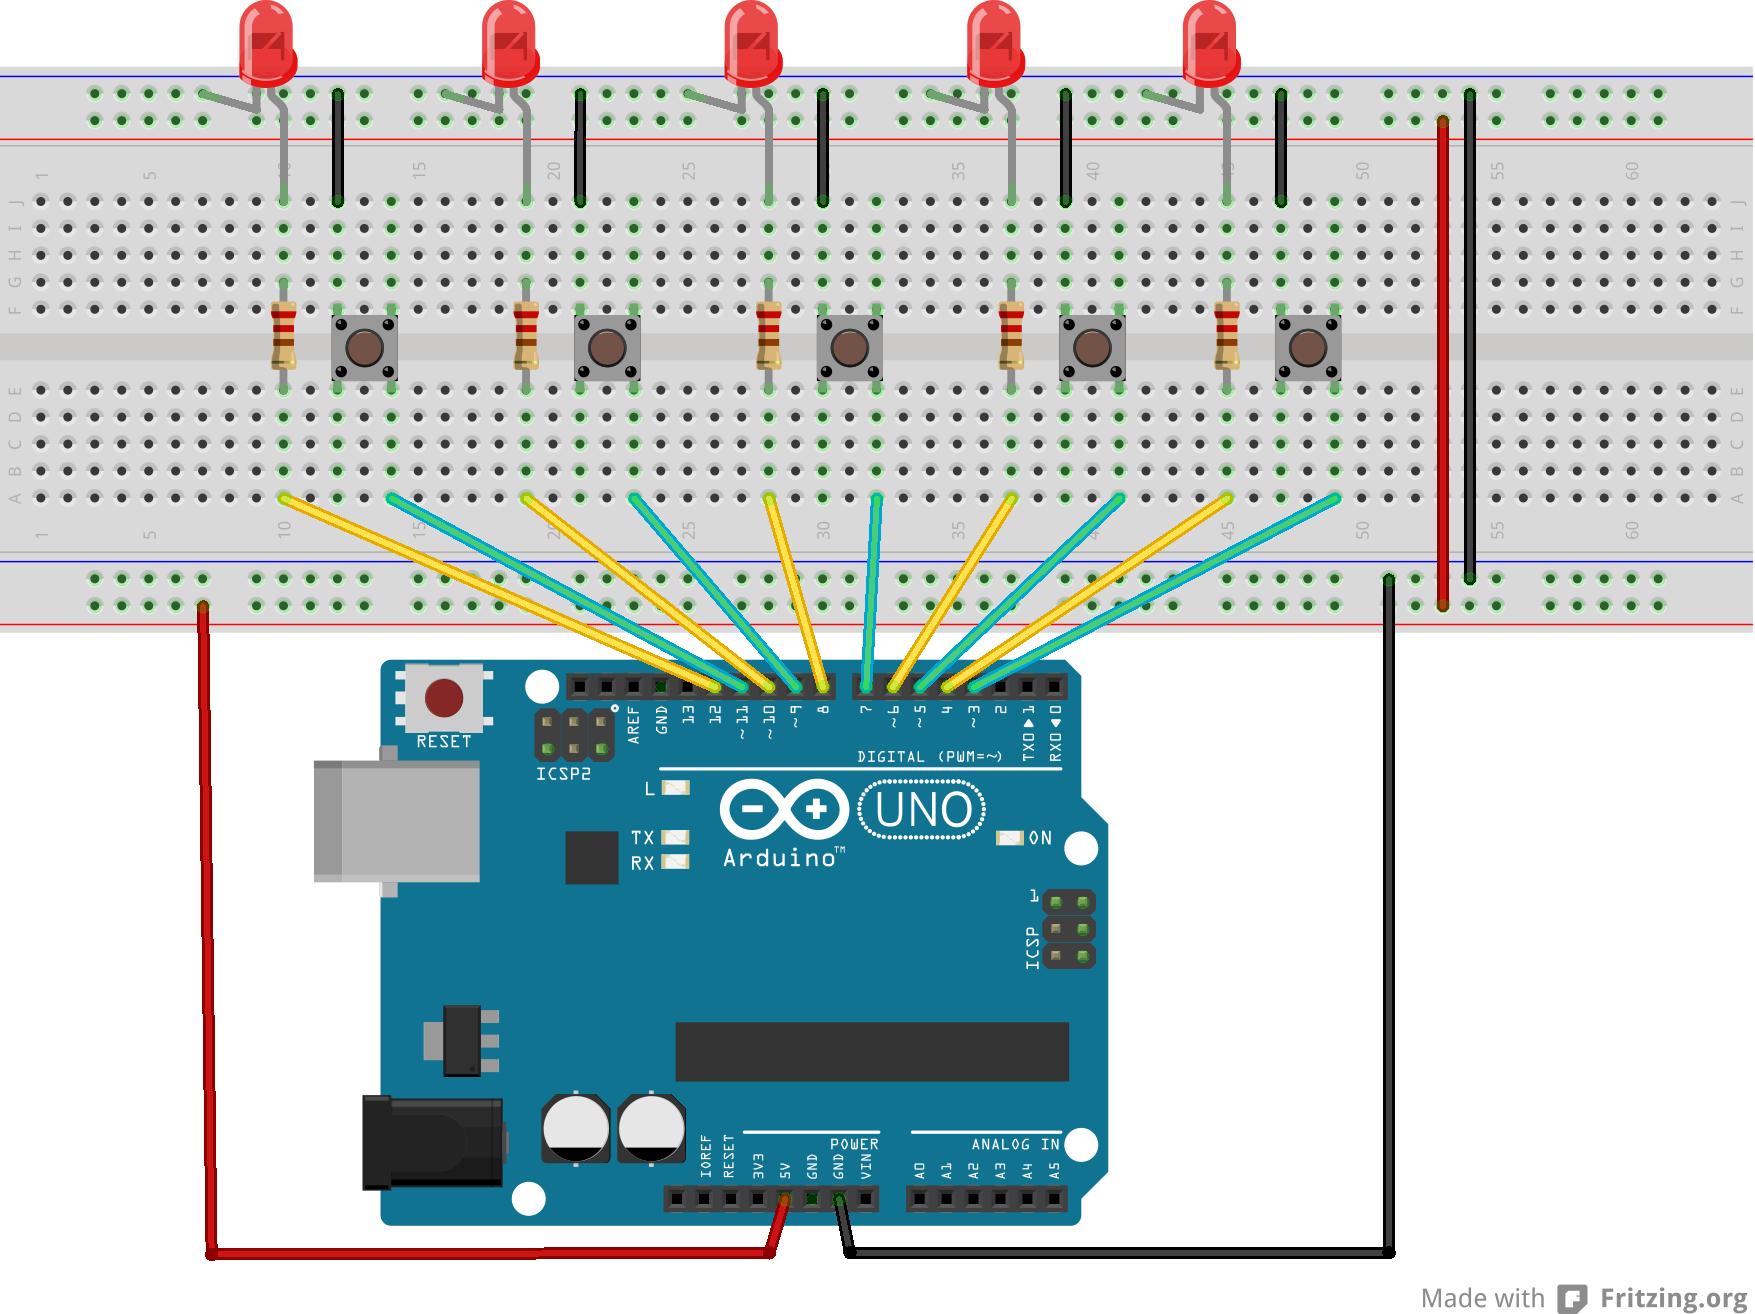 1 5 10 15 20 25 30 35 40 45 50 55 60
J J
I I
H H
G G
F F
E E
D D
C C
B B
A A
1 5 10 15 20 25 30 35 40 45 50 55 60
RESET
AREF GND 13 12 ~11 ~10 ~9 8 7 ~6 ~5 4 ~3 2 TX0▶1 RX0◀0
DIGITAL (PWM=~)
ICSP2
L
TX
RX
UNO
Arduino™
ON
1
ICSP
POWER
ANALOG IN
IOREF RESET 3V3 5V GND GND VIN A0 A1 A2 A3 A4 A5
Made with Fritzing.org